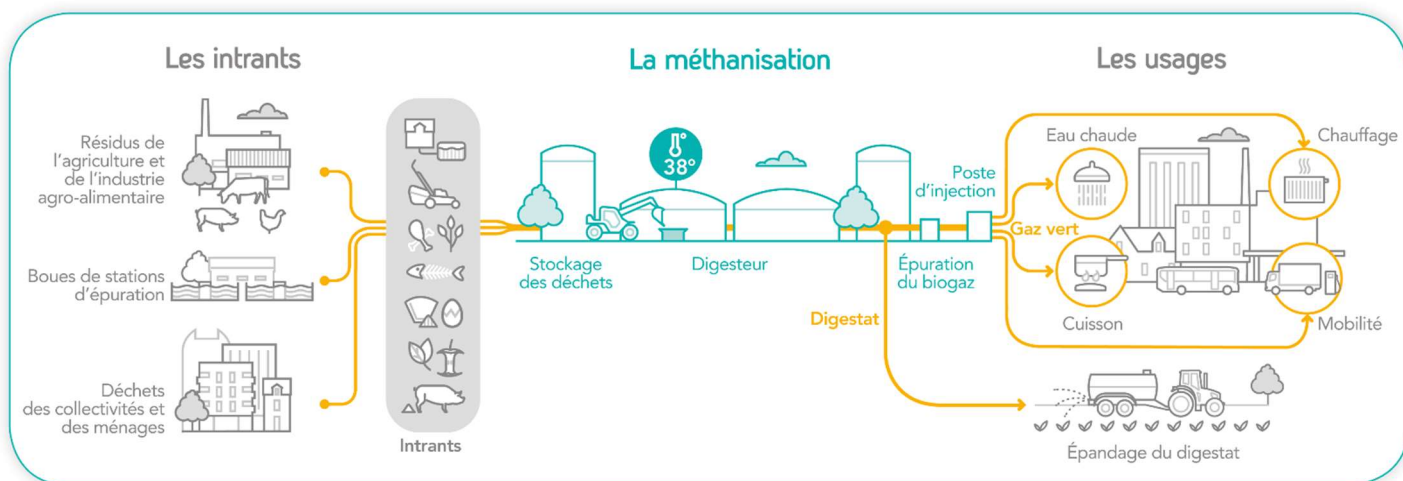 Les intrants
La méthanisation
Les usages
Résidus de
l'agriculture et
de l'industrie
agro-alimentaire
Boues de stations
d'épuration
Déchets
des collectivités et
des ménages
Intrants
38°
Stockage
des déchets
Digesteur
Épuration
du biogaz
Poste
d'injection
Digestat
Gaz vert
Eau chaude
Chauffage
Cuisson
Mobilité
Épandage du digestat